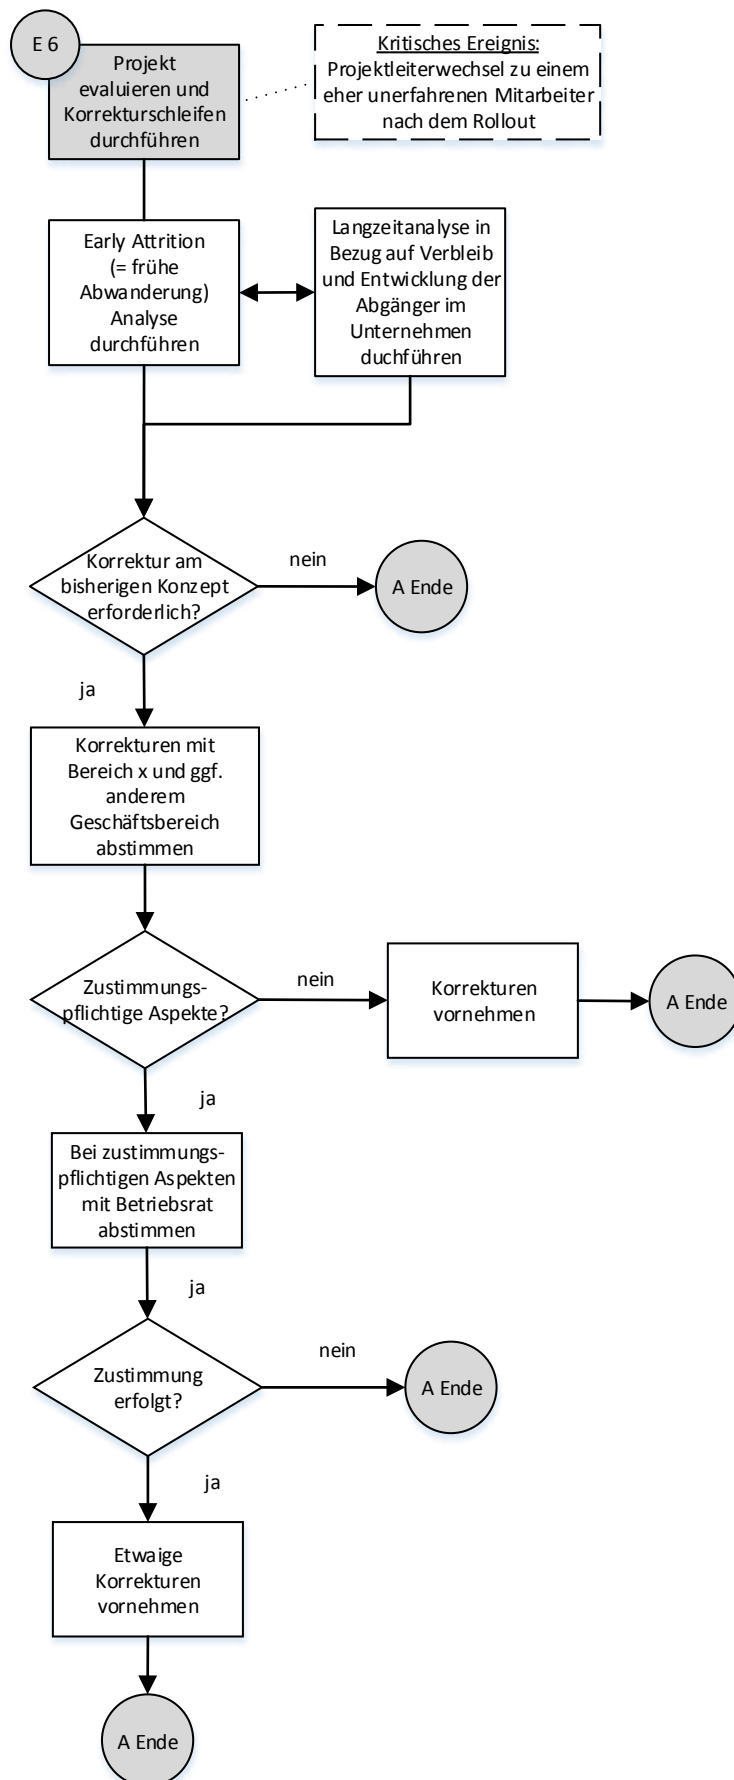 E 6
Projekt
evaluieren und
Korrekturschleifen
durchführen
Kritisches Ereignis:
Projektleiterwechsel zu einem
eher unerfahrenen Mitarbeiter
nach dem Rollout
Early Attrition
(= frühe
Abwanderung)
Analyse
durchführen
Langzeitanalyse in
Bezug auf Verbleib
und Entwicklung der
Abgänger im
Unternehmen
duchführen
Korrektur am
bisherigen Konzept
erforderlich?
nein
A Ende
ja
Korrekturen mit
Bereich x und ggf.
anderem
Geschäftsbereich
abstimmen
Zustimmungs-
pflichtige Aspekte?
nein
Korrekturen
vornehmen
A Ende
ja
Bei zustimmungs-
pflichtigen Aspekten
mit Betriebsrat
abstimmen
ja
Zustimmung
erfolgt?
nein
A Ende
ja
Etwaige
Korrekturen
vornehmen
A Ende